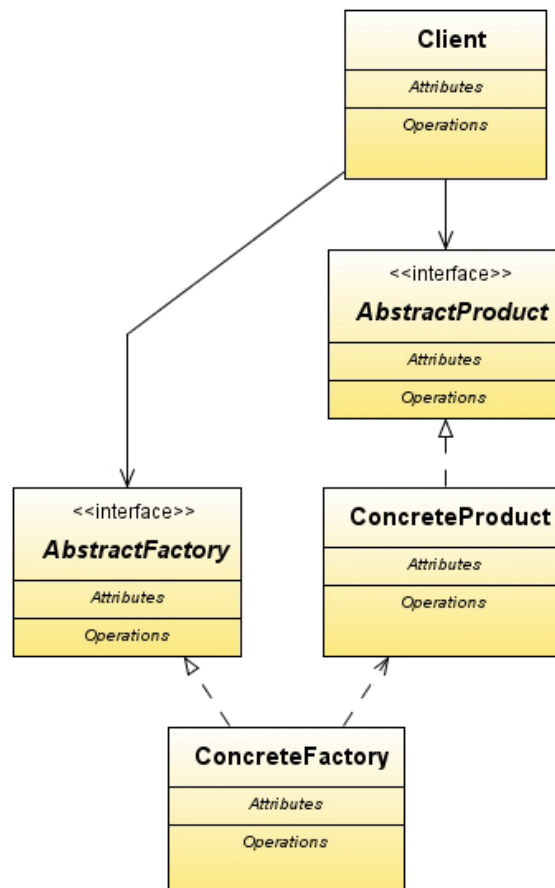 Client
Attributes
Operations
<<interface>>
AbstractProduct
Attributes
Operations
<<interface>>
AbstractFactory
Attributes
Operations
ConcreteProduct
Attributes
Operations
ConcreteFactory
Attributes
Operations